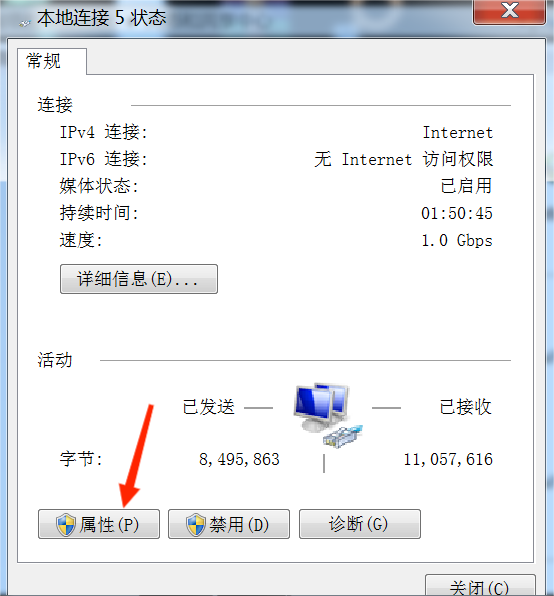 本地连接 5 状态
常规
连接
IPv4 连接: Internet
IPv6 连接: 无 Internet 访问权限
媒体状态: 已启用
持续时间: 01:50:45
速度: 1.0 Gbps
详细信息(E)...
活动
已发送 — — 已接收
字节: 8,495,863 | 11,057,616
属性(P) 禁用(D) 诊断(G)
关闭(C)